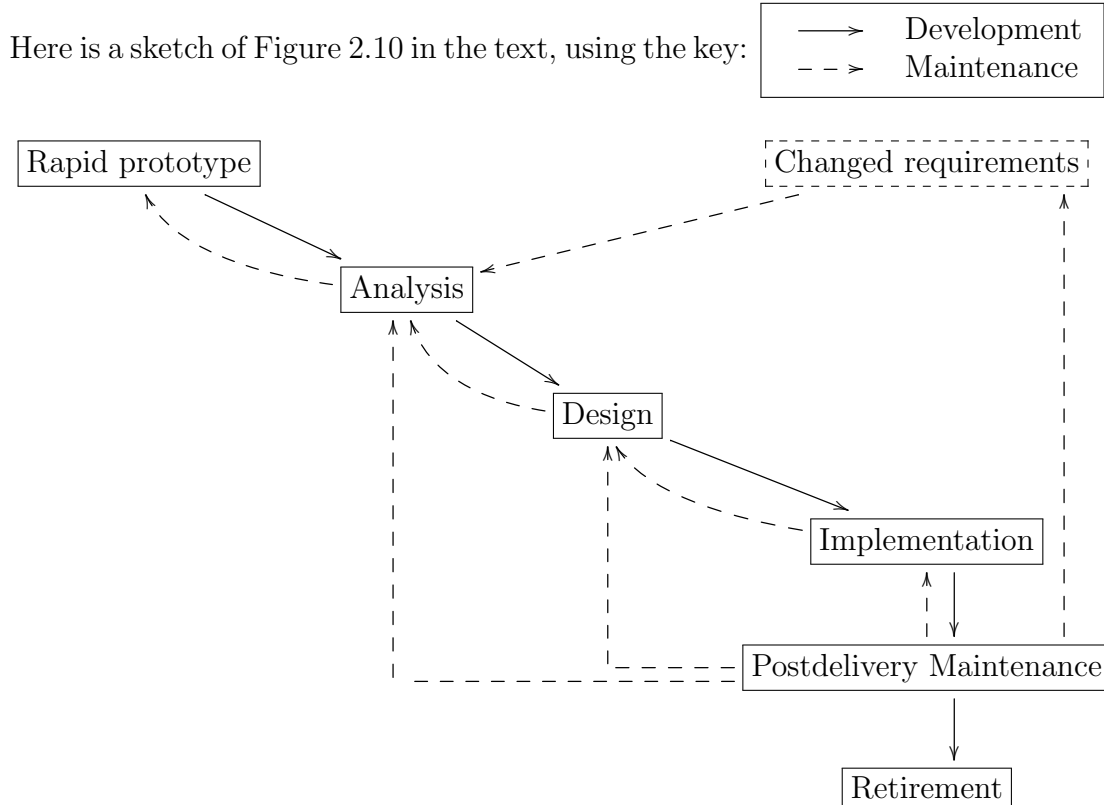 Here is a sketch of Figure 2.10 in the text, using the key:
Development
Maintenance
Rapid prototype
Changed requirements
Analysis
Design
Implementation
Postdelivery Maintenance
Retirement